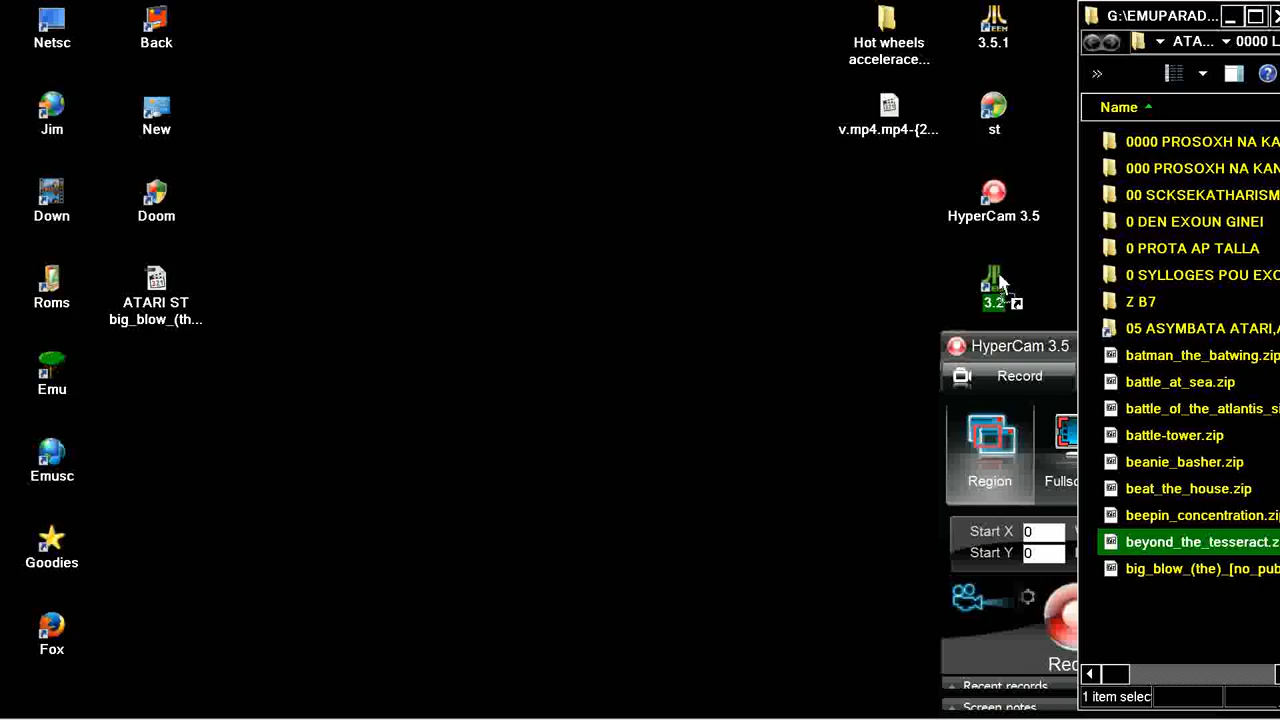 Netsc
Back
Jim
New
Down
Doom
Roms
ATARI ST
big_blow_(th...
Emu
Emusc
Goodies
Fox
Hot wheels
accelerace...
3.5.1
v.mp4.mp4-{2...
st
HyperCam 3.5
3.2
HyperCam 3.5
Record
Region
Fullsc
Start X 0
Start Y 0
Rec
Recent records
Screen notes
G:\EMUPARAD...
ATA... 0000 L
»
Name
0000 PROSOXH NA KA
000 PROSOXH NA KAN
00 SCKSEKATHARISM
0 DEN EXOUN GINEI
0 PROTA AP TALLA
0 SYLLOGES POU EXO
Z B7
05 ASYMBATA ATARI,A
batman_the_batwing.zip
battle_at_sea.zip
battle_of_the_atlantis_si
battle-tower.zip
beanie_basher.zip
beat_the_house.zip
beepin_concentration.zi
beyond_the_tesseract.z
big_blow_(the)_[no_pub
1 item selec